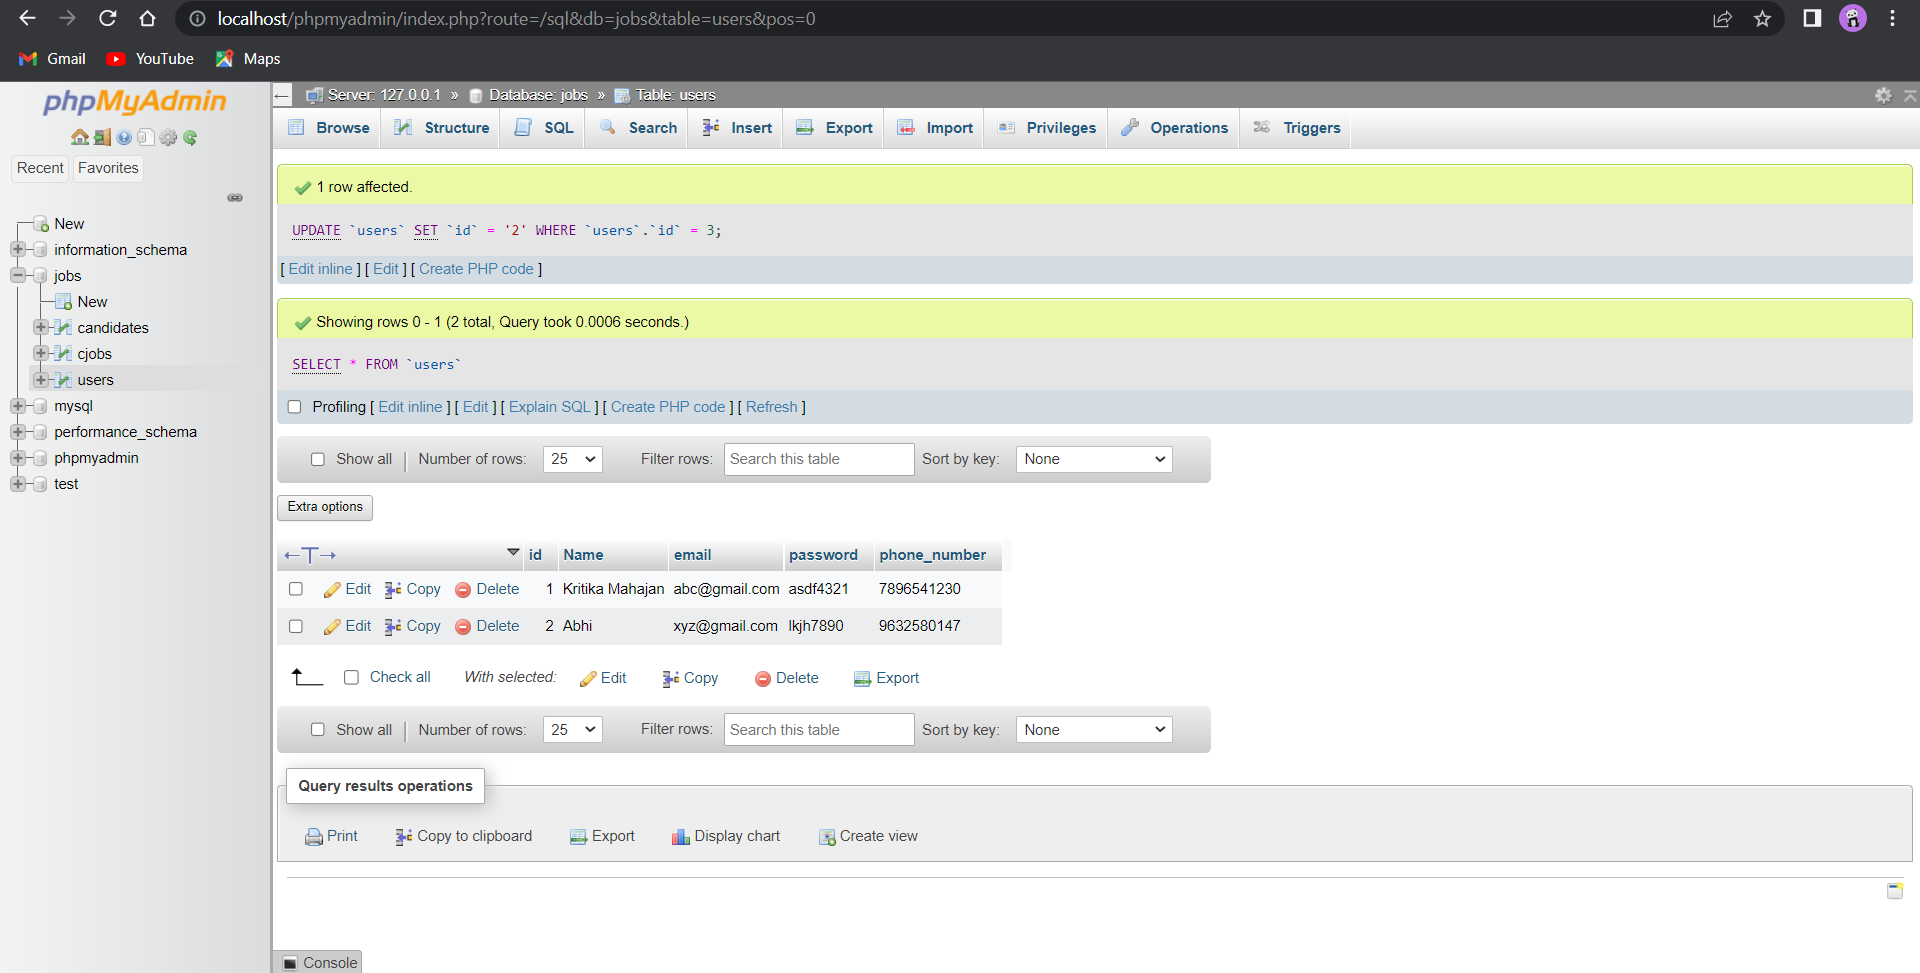 localhost/phpmyadmin/index.php?route=/sql&db=jobs&table=users&pos=0
Gmail YouTube Maps
phpMyAdmin
Recent Favorites
New
information_schema
jobs
New
candidates
cjobs
users
mysql
performance_schema
phpmyadmin
test
Server: 127.0.0.1 » Database: jobs » Table: users
Browse Structure SQL Search Insert Export Import Privileges Operations Triggers
1 row affected.
UPDATE `users` SET `id` = '2' WHERE `users`.`id` = 3;
[ Edit inline ] [ Edit ] [ Create PHP code ]
Showing rows 0 - 1 (2 total, Query took 0.0006 seconds.)
SELECT * FROM `users`
Profiling [ Edit inline ] [ Edit ] [ Explain SQL ] [ Create PHP code ] [ Refresh ]
Show all | Number of rows: 25 Filter rows: Search this table Sort by key: None
Extra options
←T→ id Name email password phone_number
Edit Copy Delete 1 Kritika Mahajan abc@gmail.com asdf4321 7896541230
Edit Copy Delete 2 Abhi xyz@gmail.com lkjh7890 9632580147
Check all With selected: Edit Copy Delete Export
Show all | Number of rows: 25 Filter rows: Search this table Sort by key: None
Query results operations
Print Copy to clipboard Export Display chart Create view
Console